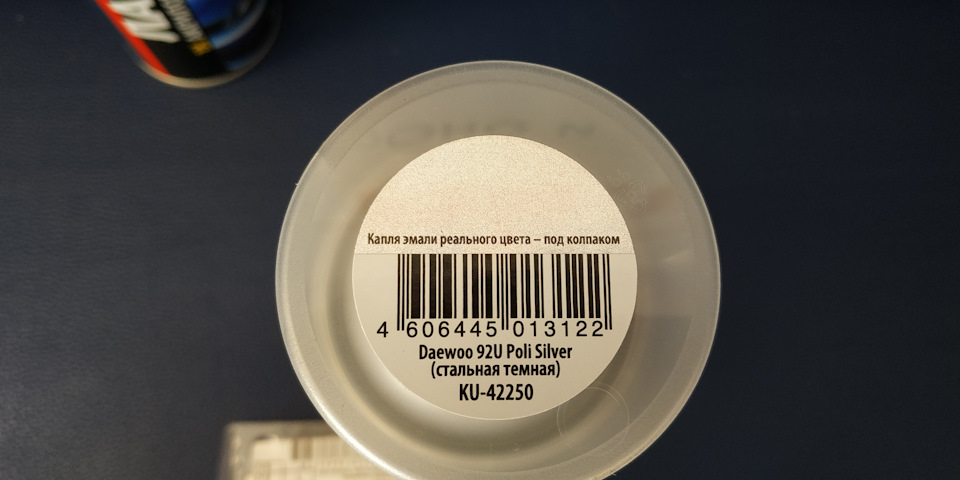 Капля эмали реального цвета – под колпаком
4 606445 013122
Daewoo 92U Poli Silver
(стальная темная)
KU-42250